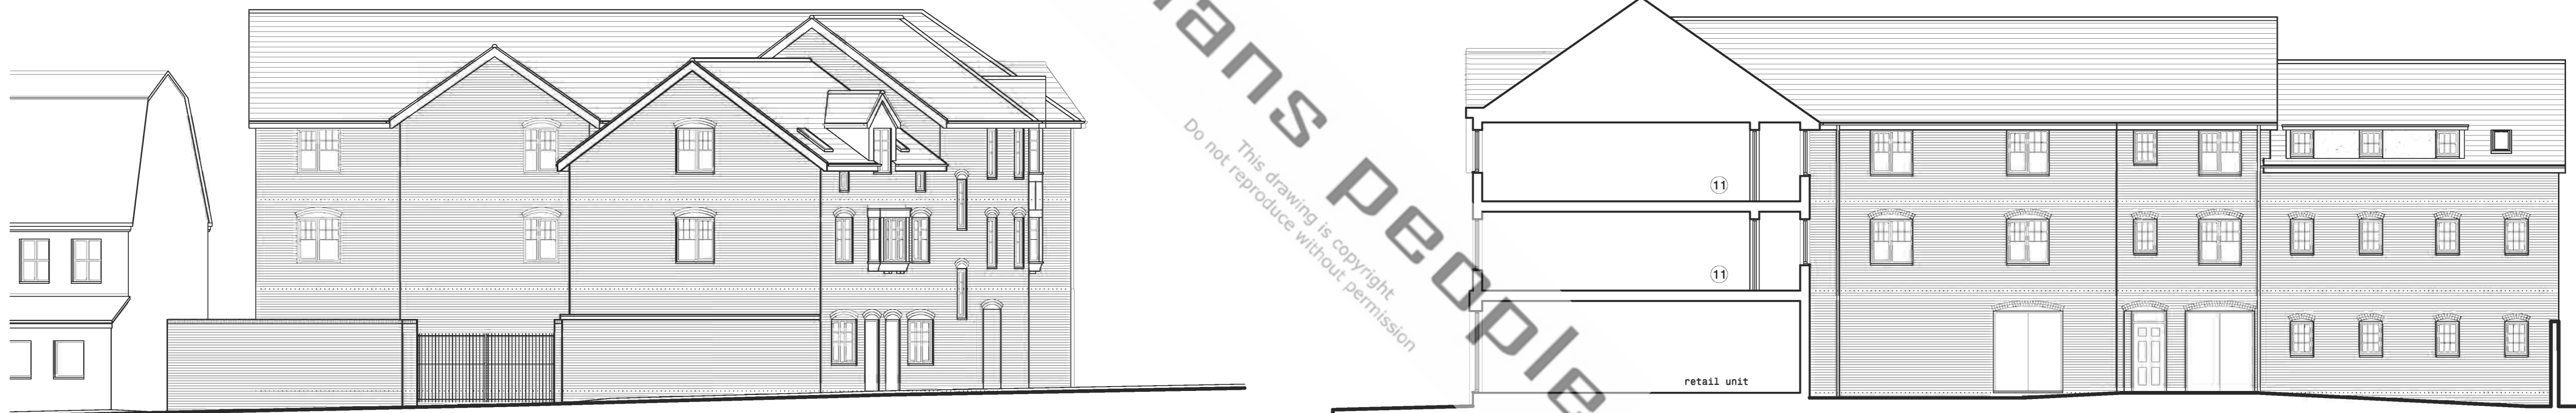 ans people
This drawing is copyright
Do not reproduce without permission
11
11
retail unit